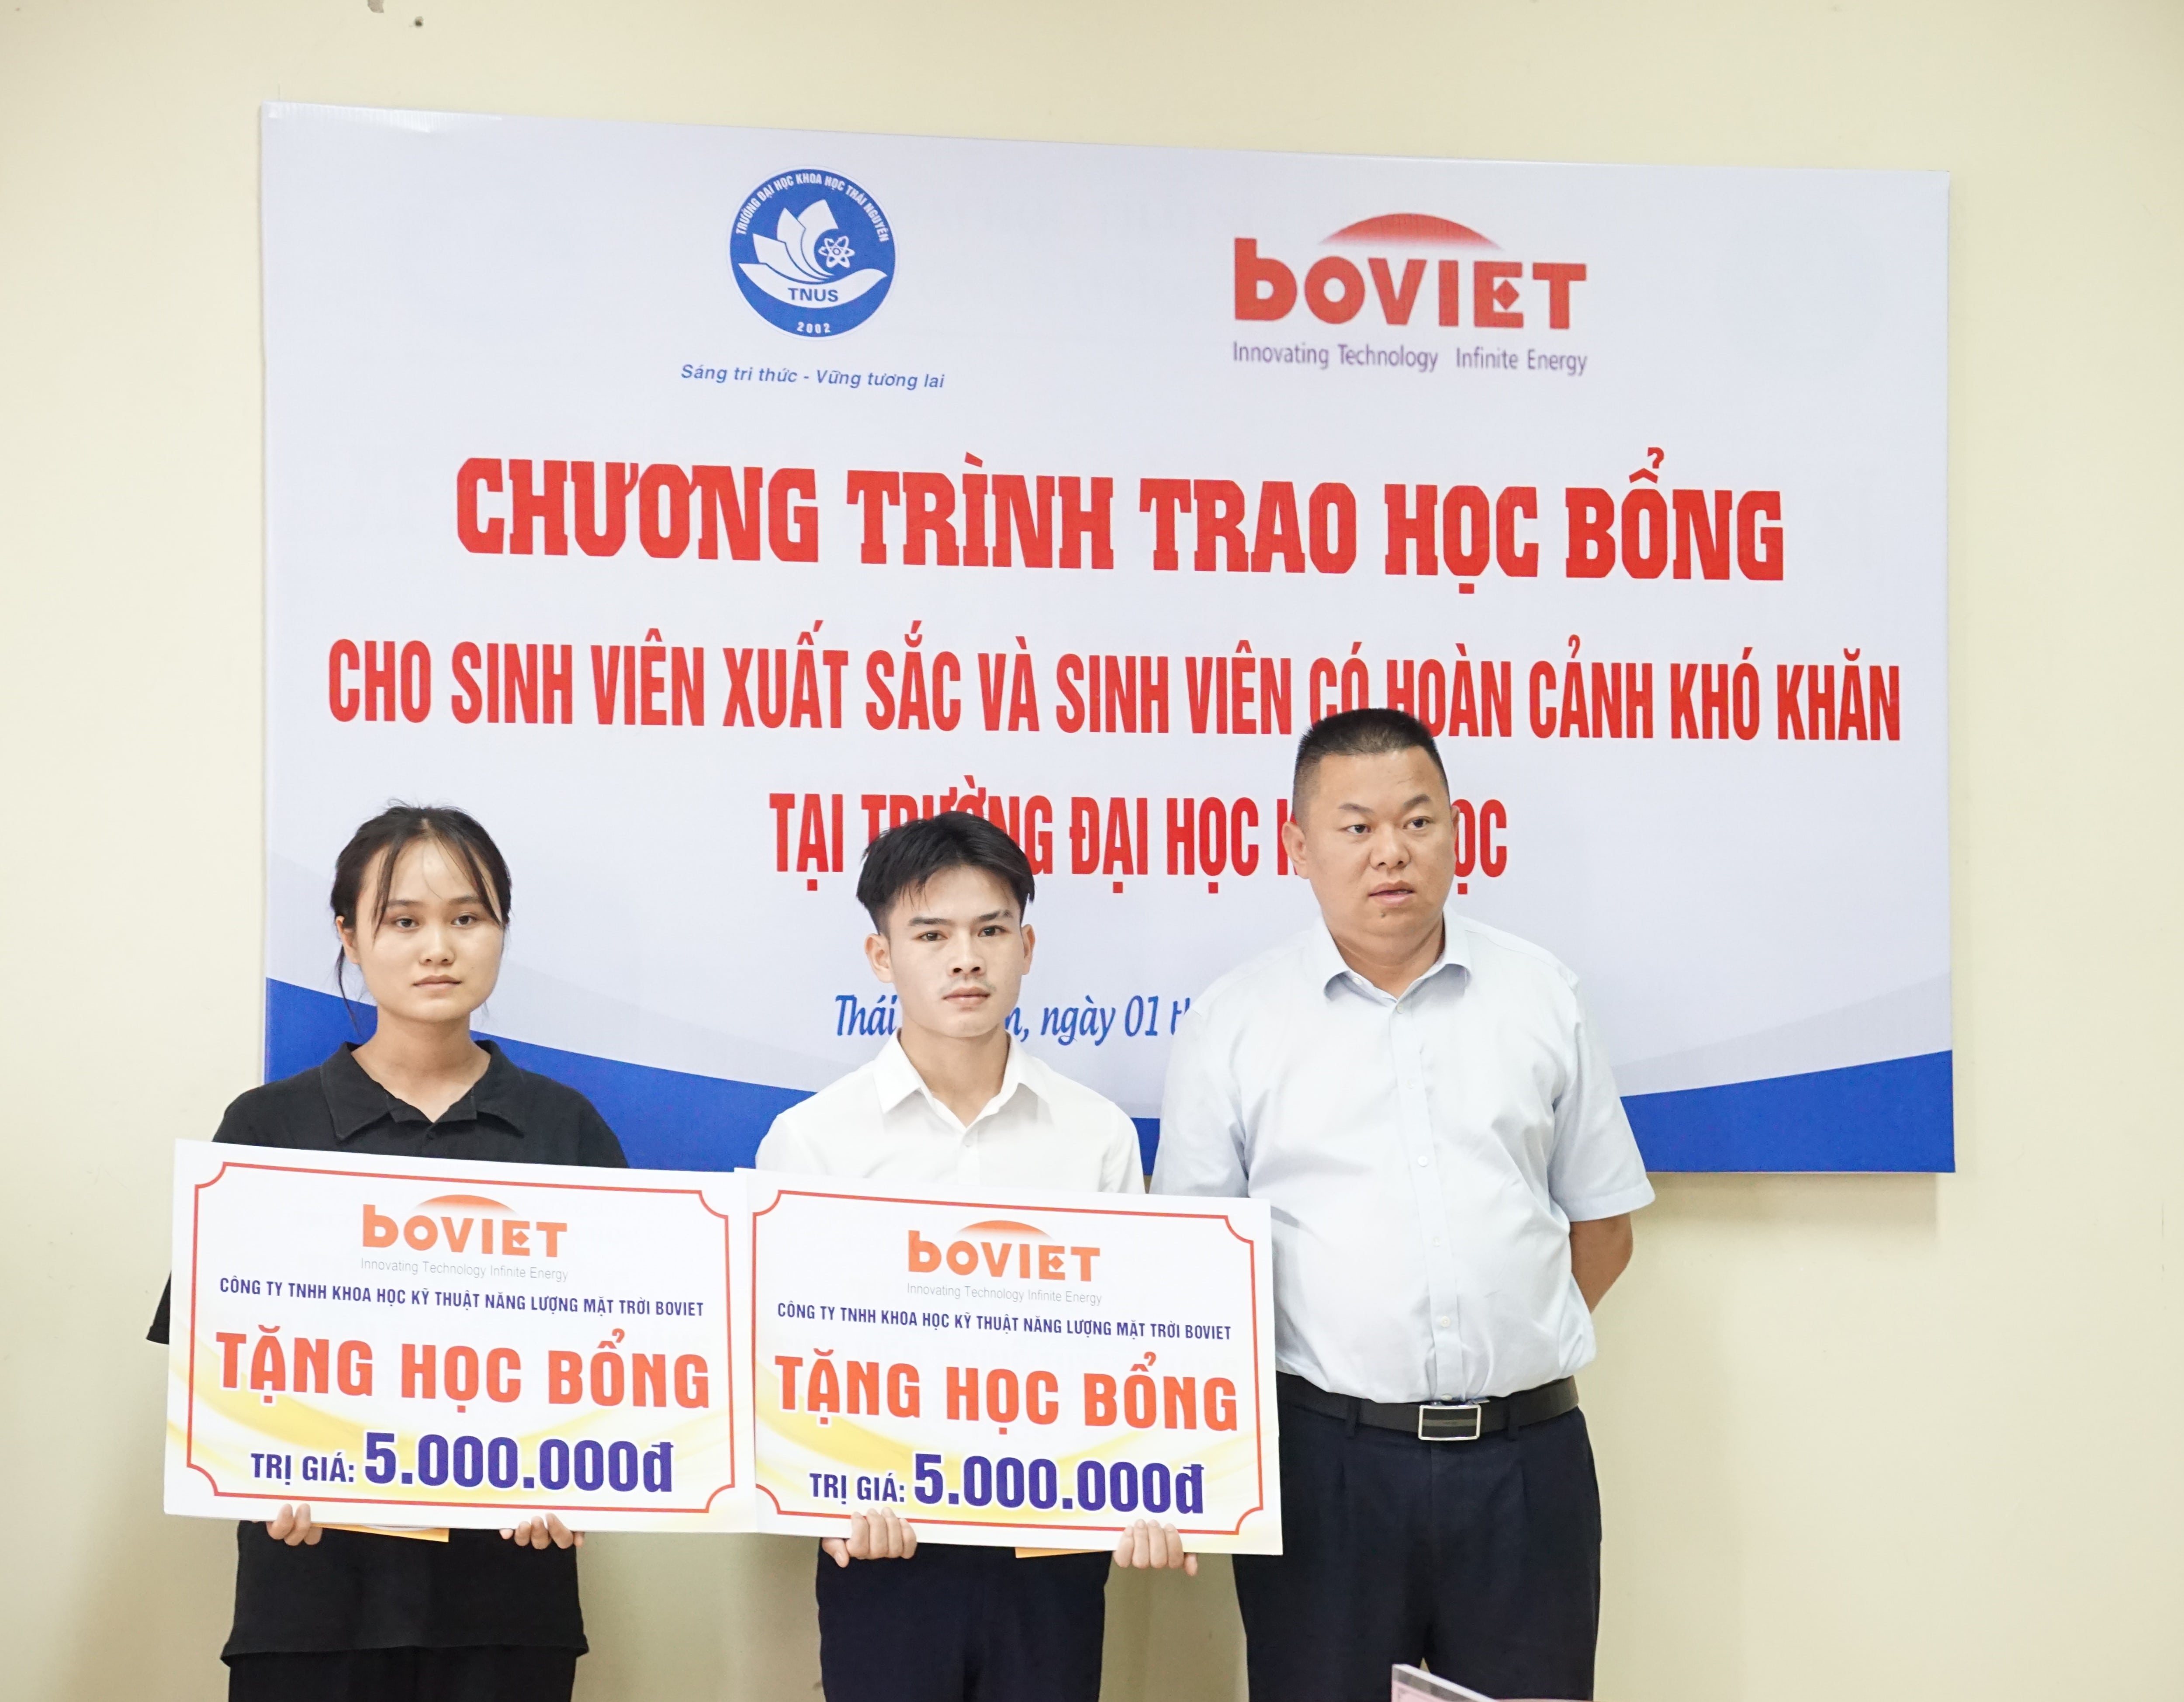 TRƯỜNG ĐẠI HỌC KHOA HỌC THÁI NGUYÊN
TNUS
2002
Sáng tri thức - Vững tương lai
bOVIET
Innovating Technology Infinite Energy
CHƯƠNG TRÌNH TRAO HỌC BỔNG
CHO SINH VIÊN XUẤT SẮC VÀ SINH VIÊN CÓ HOÀN CẢNH KHÓ KHĂN
TẠI TRƯỜNG ĐẠI HỌC
Thái ngày 01
bOVIET
Innovating Technology Infinite Energy
CÔNG TY TNHH KHOA HỌC KỸ THUẬT NĂNG LƯỢNG MẶT TRỜI BOVIET
TẶNG HỌC BỔNG
TRỊ GIÁ: 5.000.000đ
bOVIET
Innovating Technology Infinite Energy
CÔNG TY TNHH KHOA HỌC KỸ THUẬT NĂNG LƯỢNG MẶT TRỜI BOVIET
TẶNG HỌC BỔNG
TRỊ GIÁ: 5.000.000đ